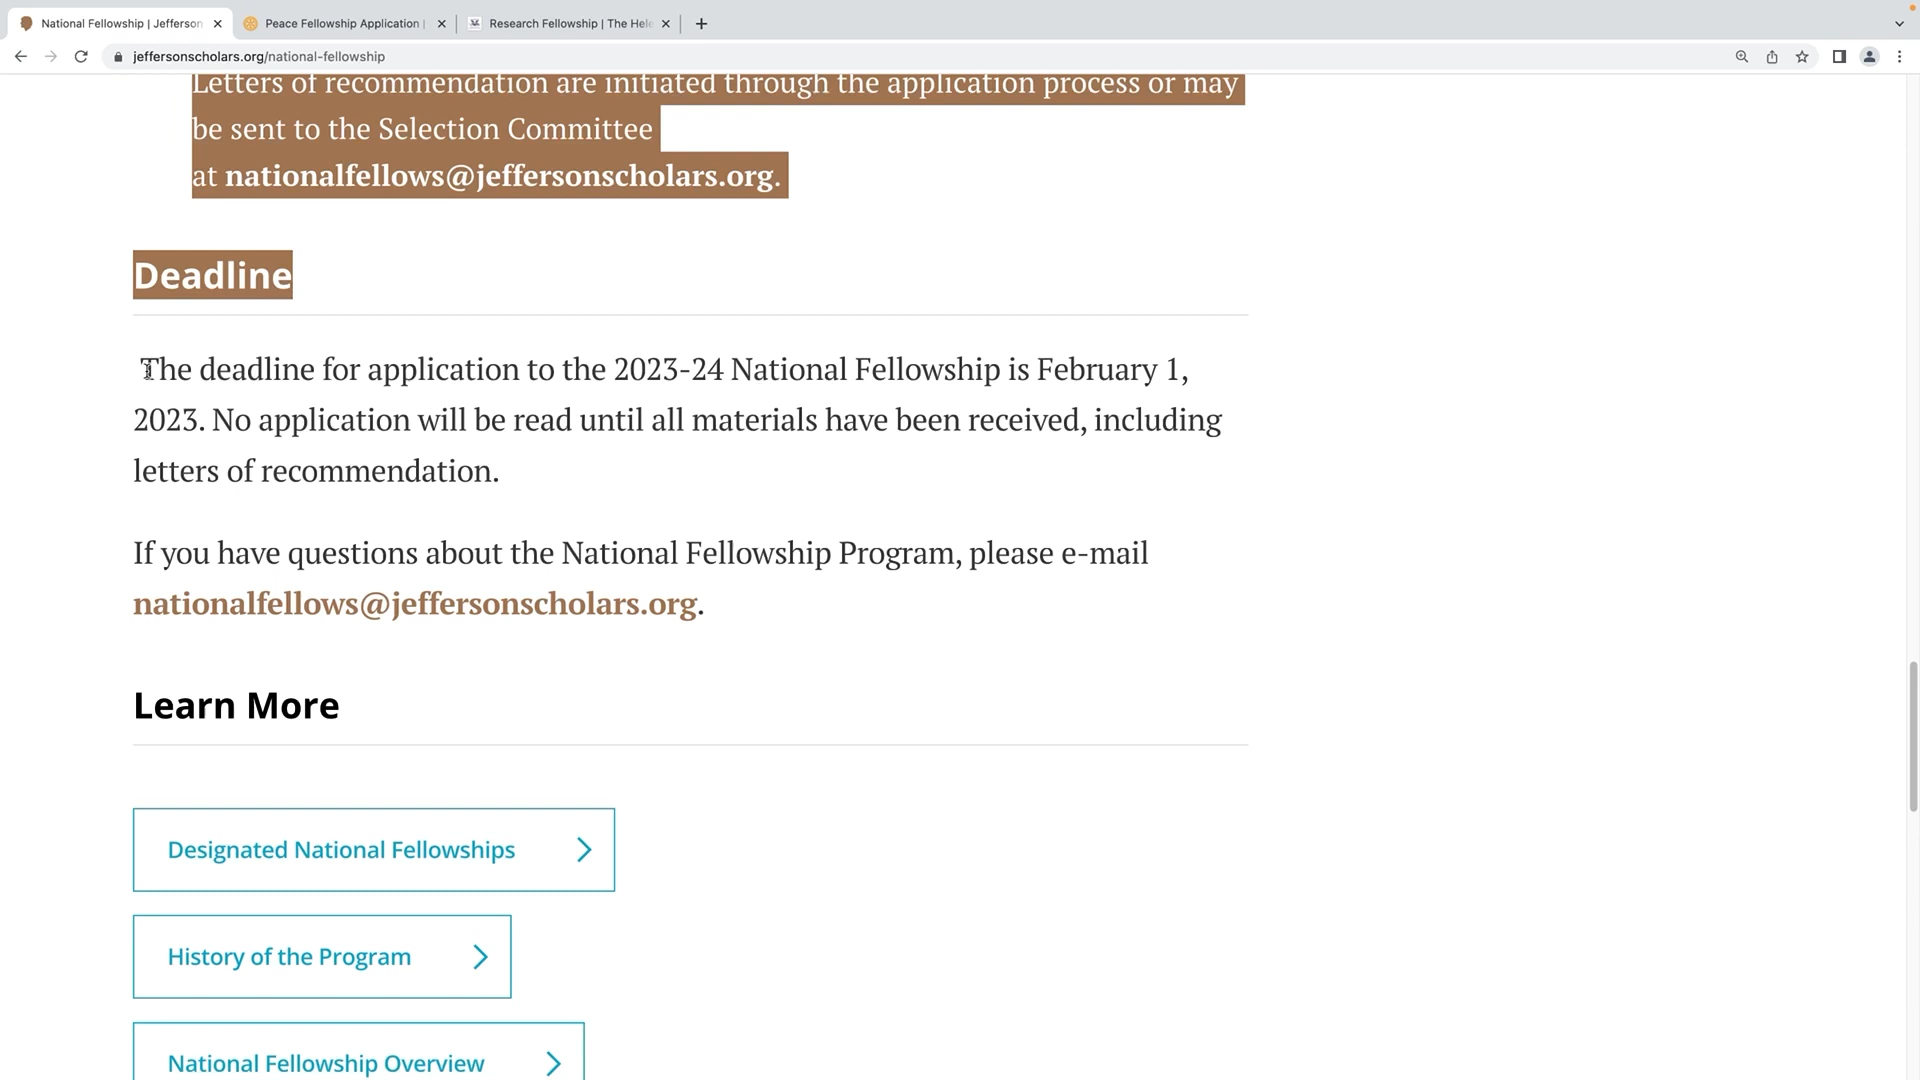 National Fellowship | Jefferson
Peace Fellowship Application |
Research Fellowship | The Hele
jeffersonscholars.org/national-fellowship
Letters of recommendation are initiated through the application process or may
be sent to the Selection Committee
at nationalfellows@jeffersonscholars.org.
Deadline
The deadline for application to the 2023-24 National Fellowship is February 1,
2023. No application will be read until all materials have been received, including
letters of recommendation.
If you have questions about the National Fellowship Program, please e-mail
nationalfellows@jeffersonscholars.org.
Learn More
Designated National Fellowships
History of the Program
National Fellowship Overview